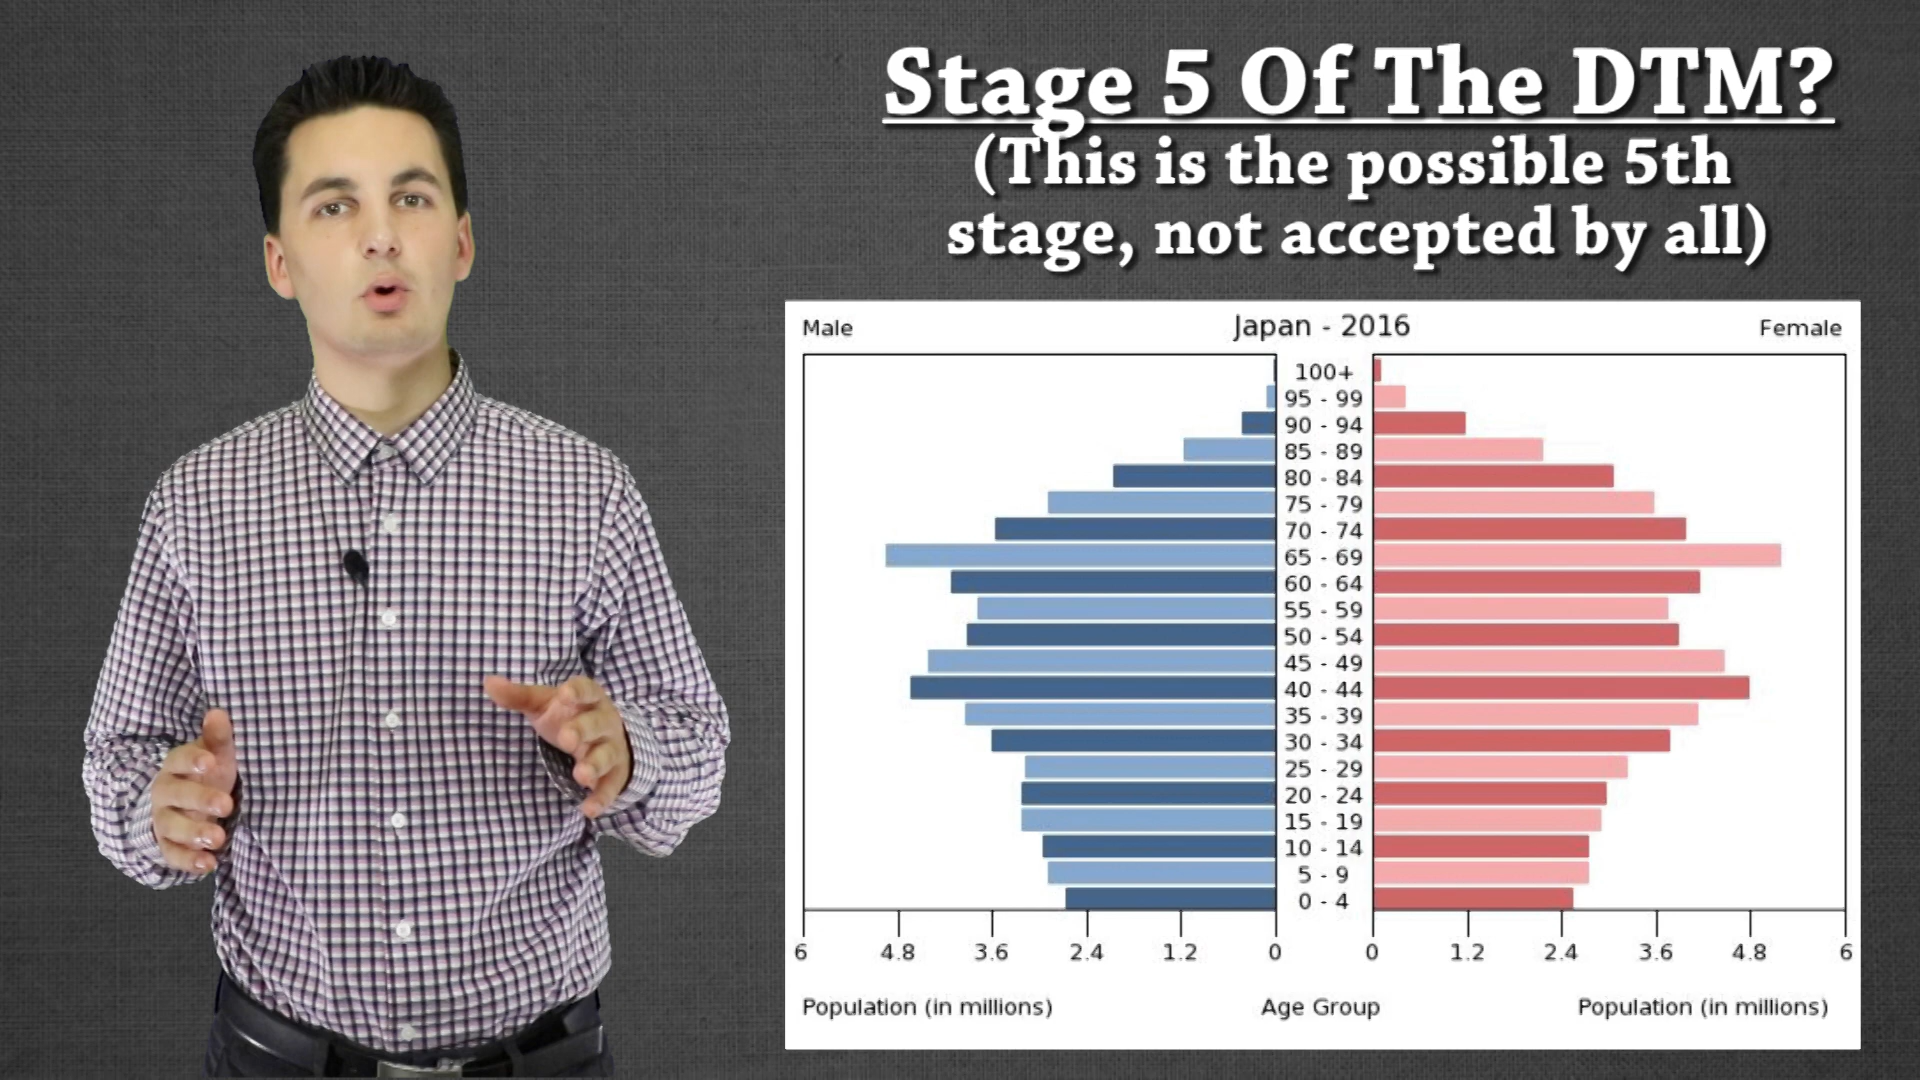 Stage 5 Of The DTM?
(This is the possible 5th
stage, not accepted by all)
Male Japan - 2016 Female
100+
95 - 99
90 - 94
85 - 89
80 - 84
75 - 79
70 - 74
65 - 69
60 - 64
55 - 59
50 - 54
45 - 49
40 - 44
35 - 39
30 - 34
25 - 29
20 - 24
15 - 19
10 - 14
5 - 9
0 - 4
6 4.8 3.6 2.4 1.2 0 0 1.2 2.4 3.6 4.8 6
Population (in millions) Age Group Population (in millions)